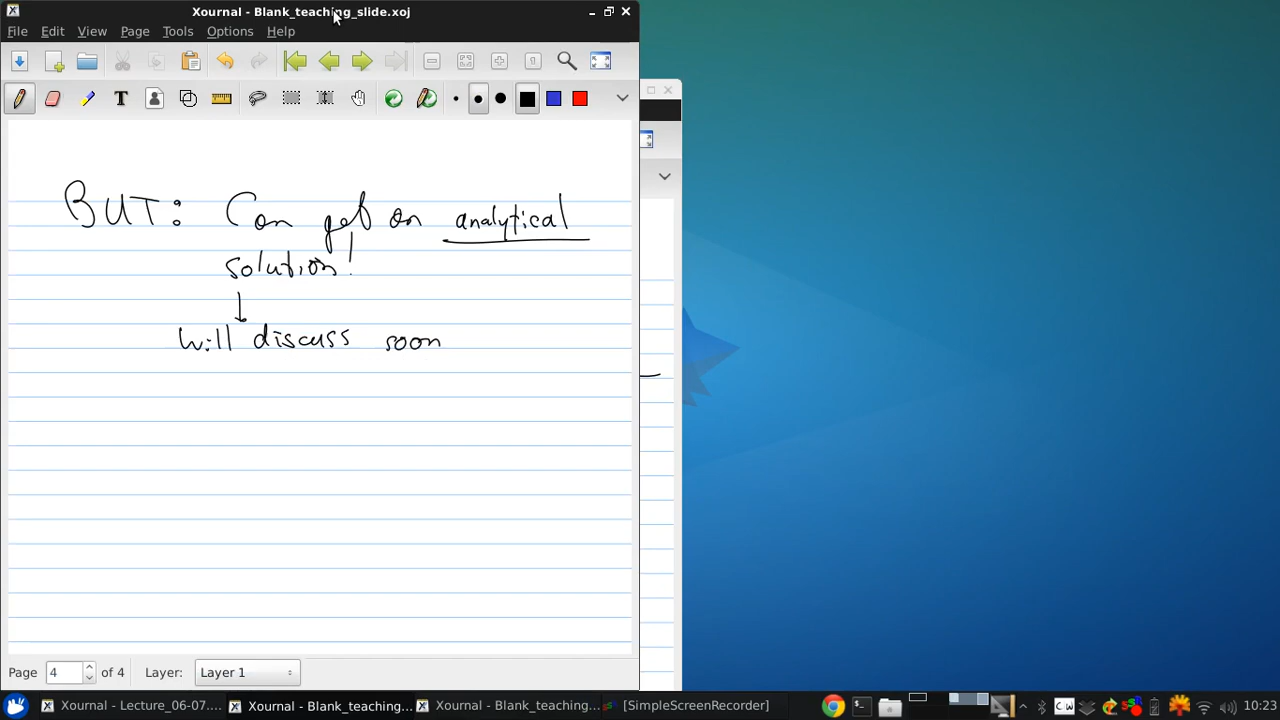 Xournal - Blank_teaching_slide.xoj
File Edit View Page Tools Options Help
BUT: Can get an analytical
solution!
will discuss soon
Page 4 of 4 Layer: Layer 1
Xournal - Lecture_06-07.... Xournal - Blank_teaching... Xournal - Blank_teaching... [SimpleScreenRecorder] 10:23